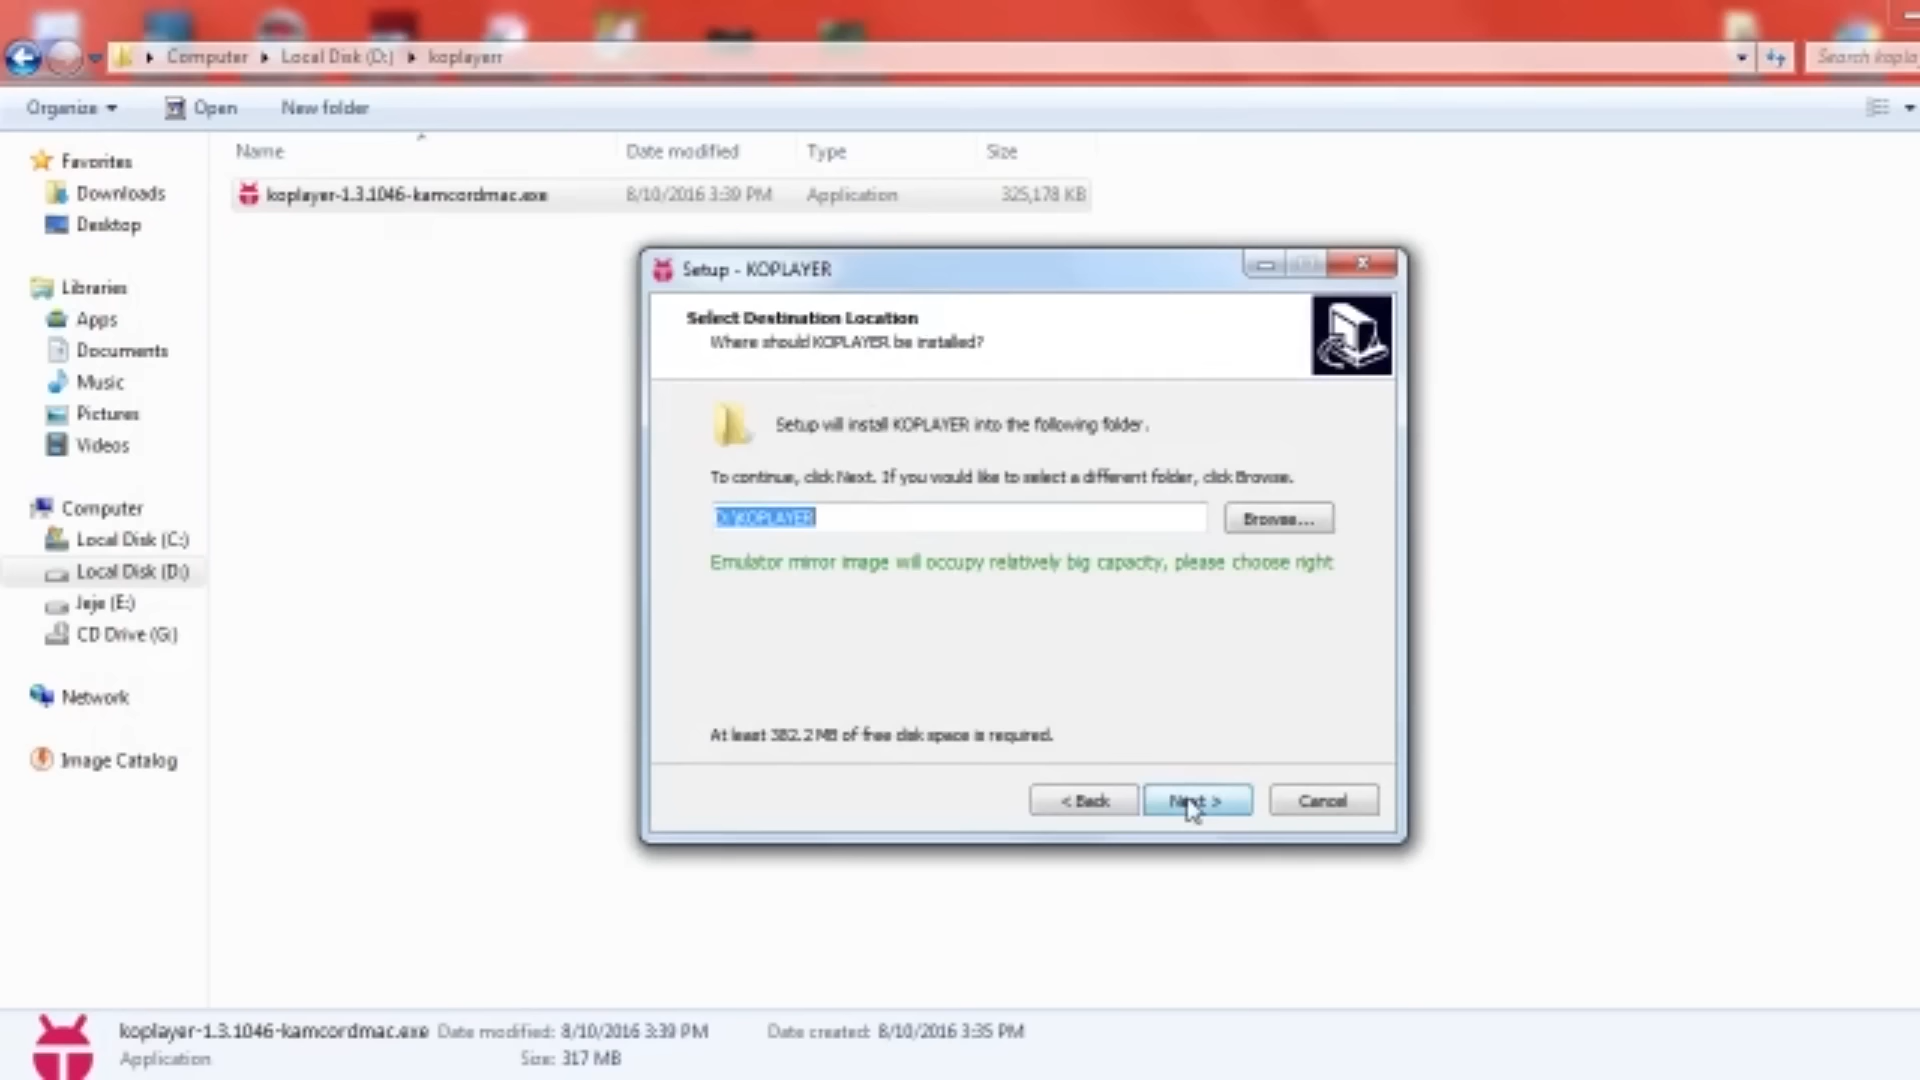 Computer Local Disk (D:) koplayerr
Organize Open New folder
Name Date modified Type Size
koplayer-1.3.1046-kamcordmac.exe 8/10/2016 3:39 PM Application 325,178 KB
Favorites
Downloads
Desktop
Libraries
Apps
Documents
Music
Pictures
Videos
Computer
Local Disk (C:)
Local Disk (D:)
Jeje (E:)
CD Drive (G:)
Network
Image Catalog
Setup - KOPLAYER
Select Destination Location
Where should KOPLAYER be installed?
Setup will install KOPLAYER into the following folder.
To continue, click Next. If you would like to select a different folder, click Browse.
D:\KOPLAYER Browse...
Emulator mirror image will occupy relatively big capacity, please choose right
At least 382.2 MB of free disk space is required.
< Back Next > Cancel
koplayer-1.3.1046-kamcordmac.exe Date modified: 8/10/2016 3:39 PM Date created: 8/10/2016 3:35 PM
Application Size: 317 MB